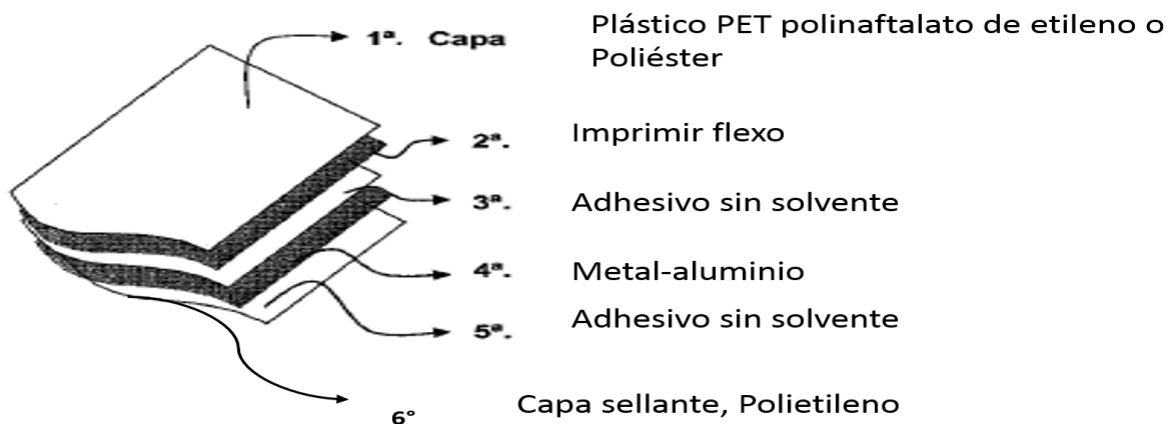 1ª. Capa Plástico PET polinaftalato de etileno o
Poliéster
2ª. Imprimir flexo
3ª. Adhesivo sin solvente
4ª. Metal-aluminio
5ª. Adhesivo sin solvente
6° Capa sellante, Polietileno